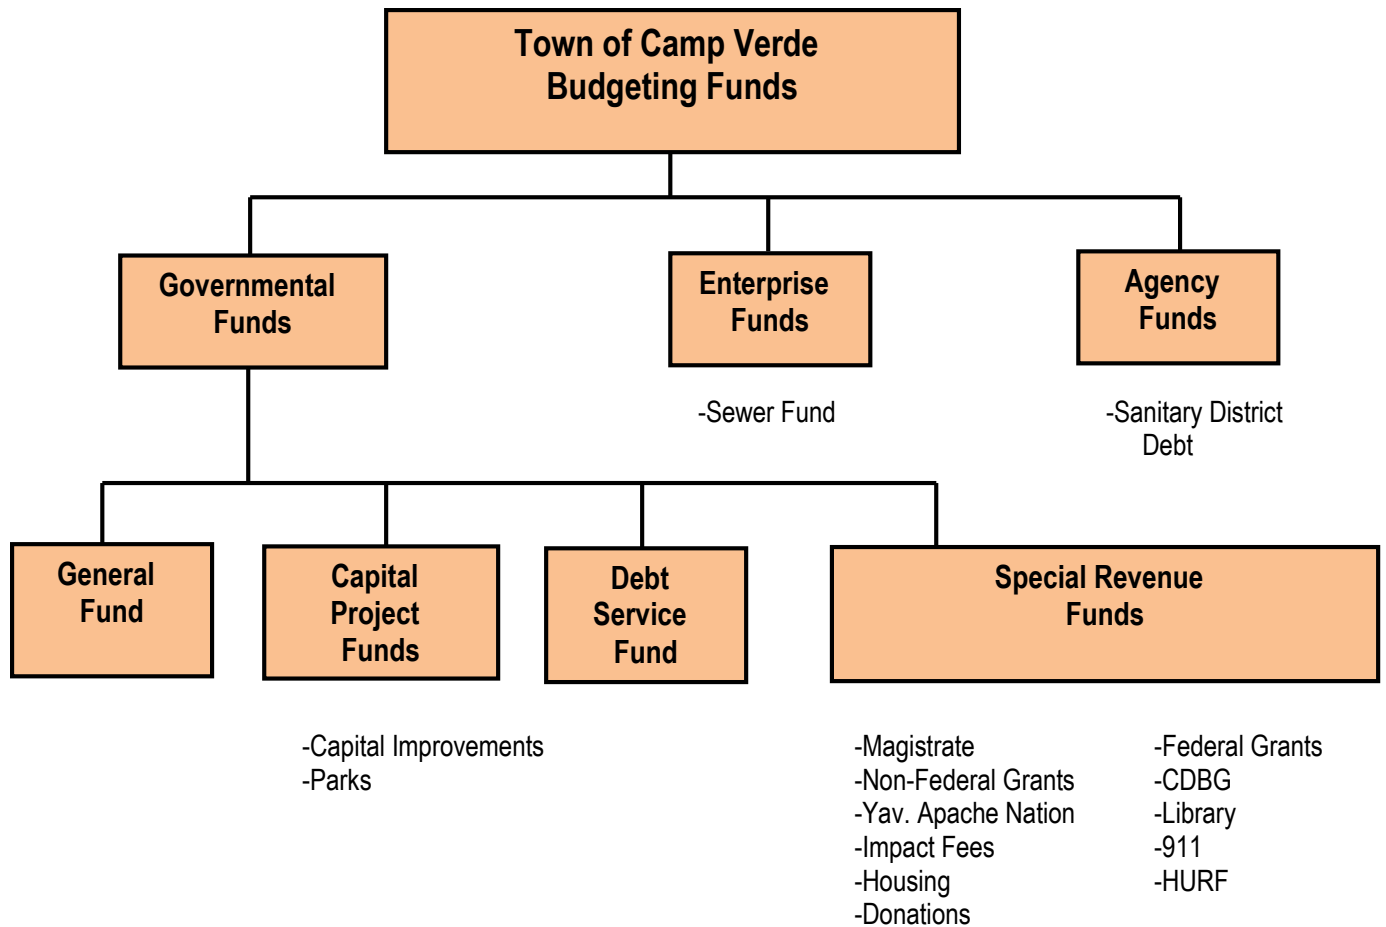 Town of Camp Verde
Budgeting Funds
Governmental
Funds
Enterprise
Funds
Agency
Funds
-Sewer Fund
-Sanitary District
Debt
General
Fund
Capital
Project
Funds
Debt
Service
Fund
Special Revenue
Funds
-Capital Improvements
-Parks
-Magistrate
-Non-Federal Grants
-Yav. Apache Nation
-Impact Fees
-Housing
-Donations
-Federal Grants
-CDBG
-Library
-911
-HURF